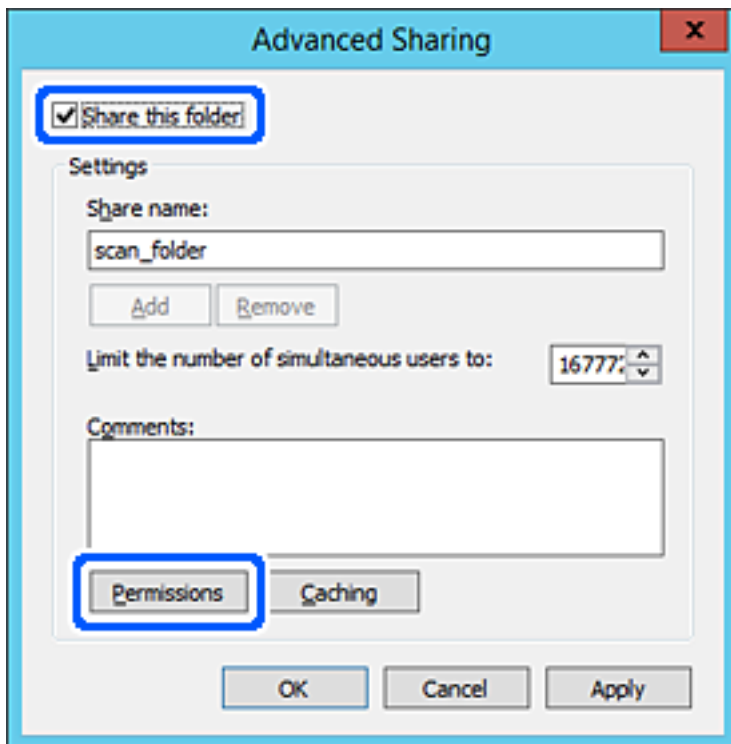 Advanced Sharing
Share this folder
Settings
Share name:
scan_folder
Add Remove
Limit the number of simultaneous users to:
167772
Comments:
Permissions Caching
OK Cancel Apply